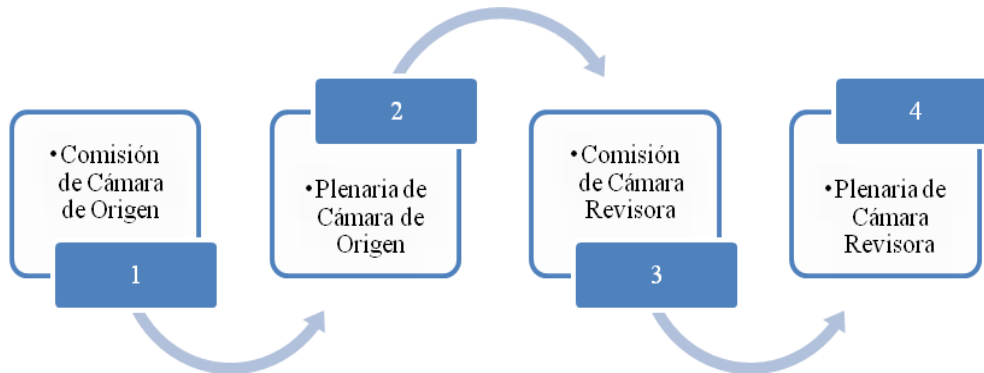 •Comisión
de Cámara
de Origen
1
2
•Plenaria de
Cámara de
Origen
•Comisión
de Cámara
Revisora
3
4
•Plenaria de
Cámara
Revisora